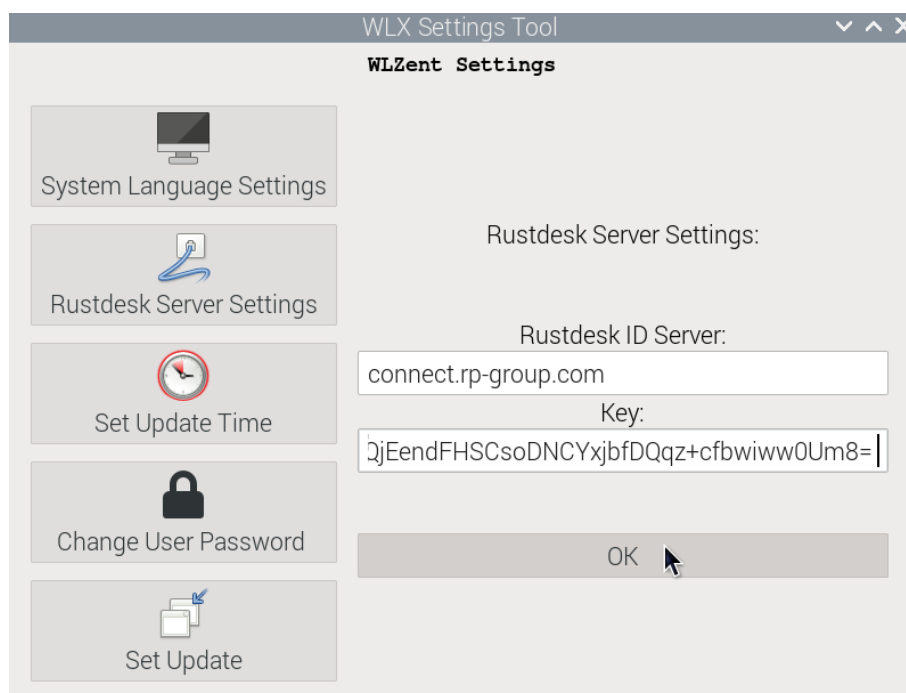 WLX Settings Tool
WLZent Settings
System Language Settings
Rustdesk Server Settings
Set Update Time
Change User Password
Set Update
Rustdesk Server Settings:
Rustdesk ID Server:
connect.rp-group.com
Key:
QjEendFHSCsoDNCYxjbfDQqz+cfbwiww0Um8=
OK